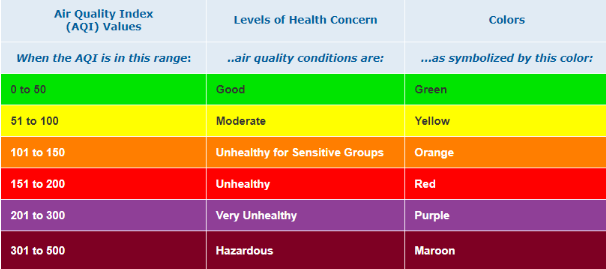 Air Quality Index
(AQI) Values
Levels of Health Concern
Colors
When the AQI is in this range:
..air quality conditions are:
...as symbolized by this color:
0 to 50
Good
Green
51 to 100
Moderate
Yellow
101 to 150
Unhealthy for Sensitive Groups
Orange
151 to 200
Unhealthy
Red
201 to 300
Very Unhealthy
Purple
301 to 500
Hazardous
Maroon